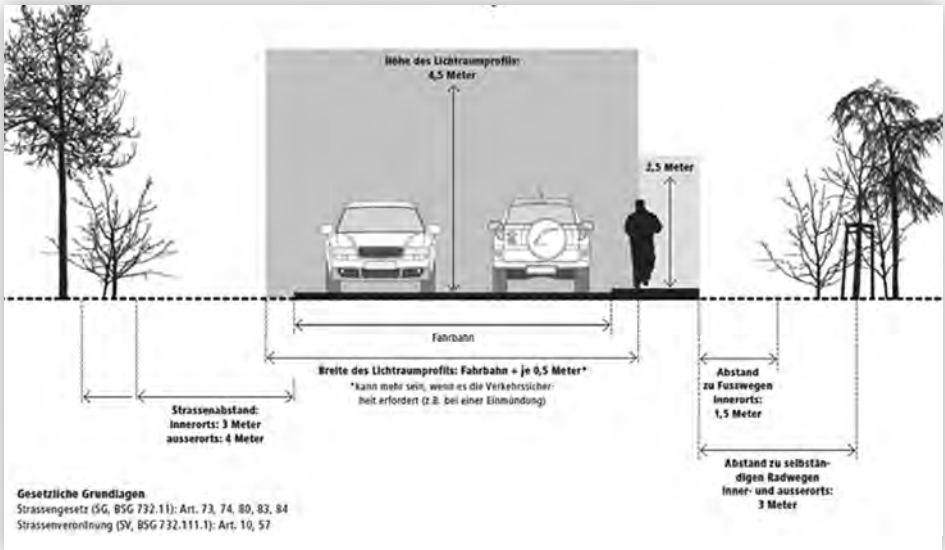 Höhe des Lichtraumprofils:
4,5 Meter
2,5 Meter
Fahrbahn
Breite des Lichtraumprofils: Fahrbahn + je 0,5 Meter*
*kann mehr sein, wenn es die Verkehrssicher-
heit erfordert (z.B. bei einer Einmündung)
Strassenabstand:
innerorts: 3 Meter
ausserorts: 4 Meter
Abstand
zu Fusswegen
innerorts:
1,5 Meter
Abstand zu selbstän-
digen Radwegen
inner- und ausserorts:
3 Meter
Gesetzliche Grundlagen
Strassengesetz (SG, BSG 732.11): Art. 73, 74, 80, 83, 84
Strassenverordnung (SV, BSG 732.111.1): Art. 10, 57